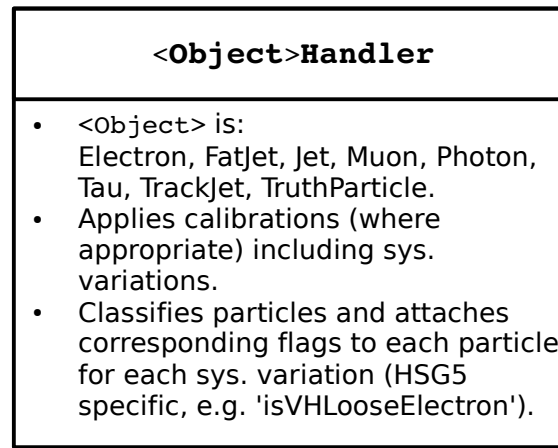 <Object>Handler
• <Object> is:
Electron, FatJet, Jet, Muon, Photon,
Tau, TrackJet, TruthParticle.
• Applies calibrations (where
appropriate) including sys.
variations.
• Classifies particles and attaches
corresponding flags to each particle
for each sys. variation (HSG5
specific, e.g. 'isVHLooseElectron').